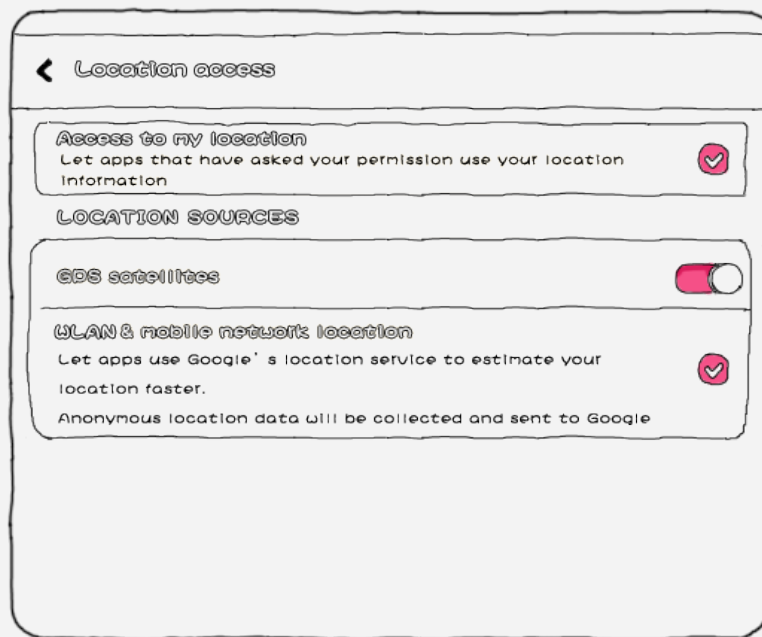 Location access
Access to my location
Let apps that have asked your permission use your location
information
LOCATION SOURCES
GDS satellites
WLAN & mobile network location
Let apps use Google's location service to estimate your
location faster.
Anonymous location data will be collected and sent to Google